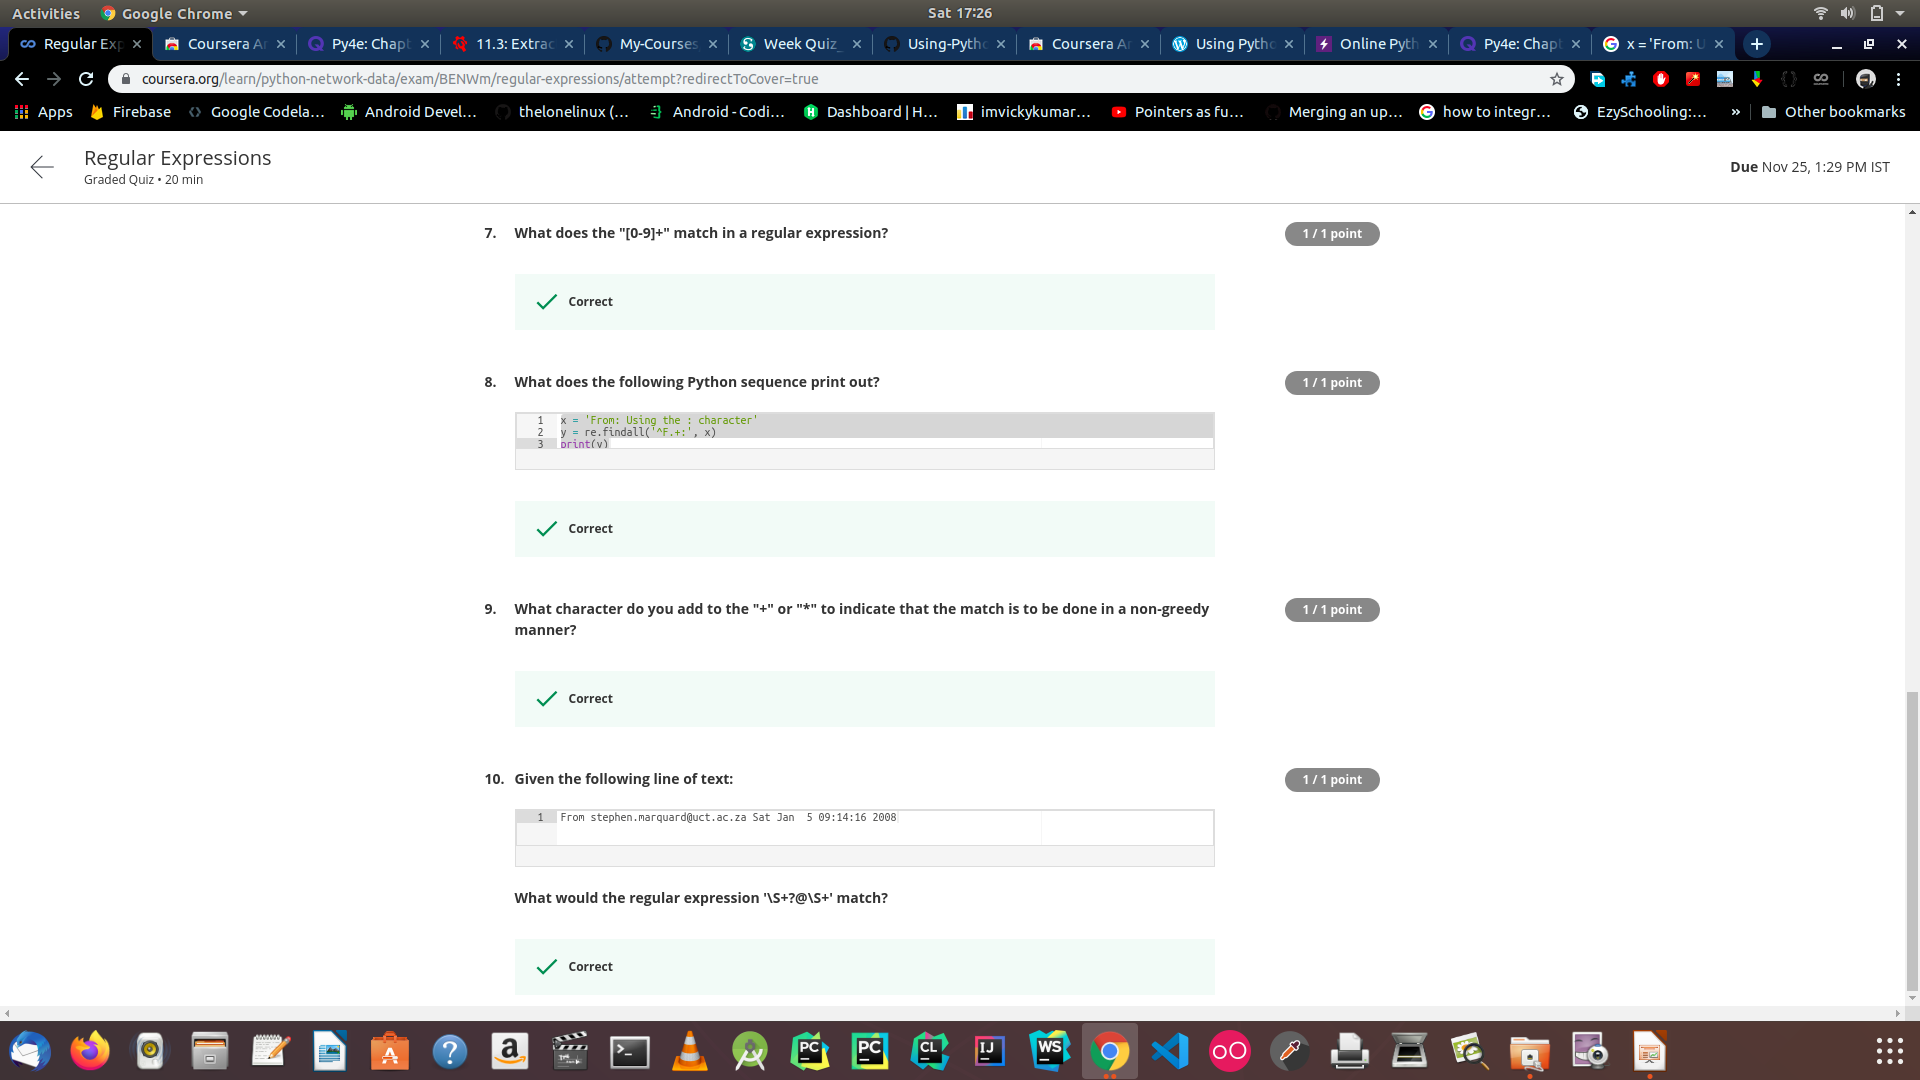 Activities Google Chrome Sat 17:26
Regular Exp Coursera An Py4e: Chapt 11.3: Extrac My-Courses Week Quiz_ Using-Pytho Coursera An Using Pytho Online Pyth Py4e: Chapt x = 'From: U
coursera.org/learn/python-network-data/exam/BENWm/regular-expressions/attempt?redirectToCover=true
Apps Firebase Google Codela... Android Devel... thelonelinux (... Android - Codi... Dashboard | H... imvickykumar... Pointers as fu... Merging an up... how to integr... EzySchooling:... » Other bookmarks
Regular Expressions
Graded Quiz • 20 min
Due Nov 25, 1:29 PM IST
7. What does the "[0-9]+" match in a regular expression? 1 / 1 point
Correct
8. What does the following Python sequence print out? 1 / 1 point
1 x = 'From: Using the : character'
2 y = re.findall('^F.+:', x)
3 print(y)
Correct
9. What character do you add to the "+" or "*" to indicate that the match is to be done in a non-greedy 1 / 1 point
manner?
Correct
10. Given the following line of text: 1 / 1 point
1 From stephen.marquard@uct.ac.za Sat Jan  5 09:14:16 2008
What would the regular expression '\S+?@\S+' match?
Correct